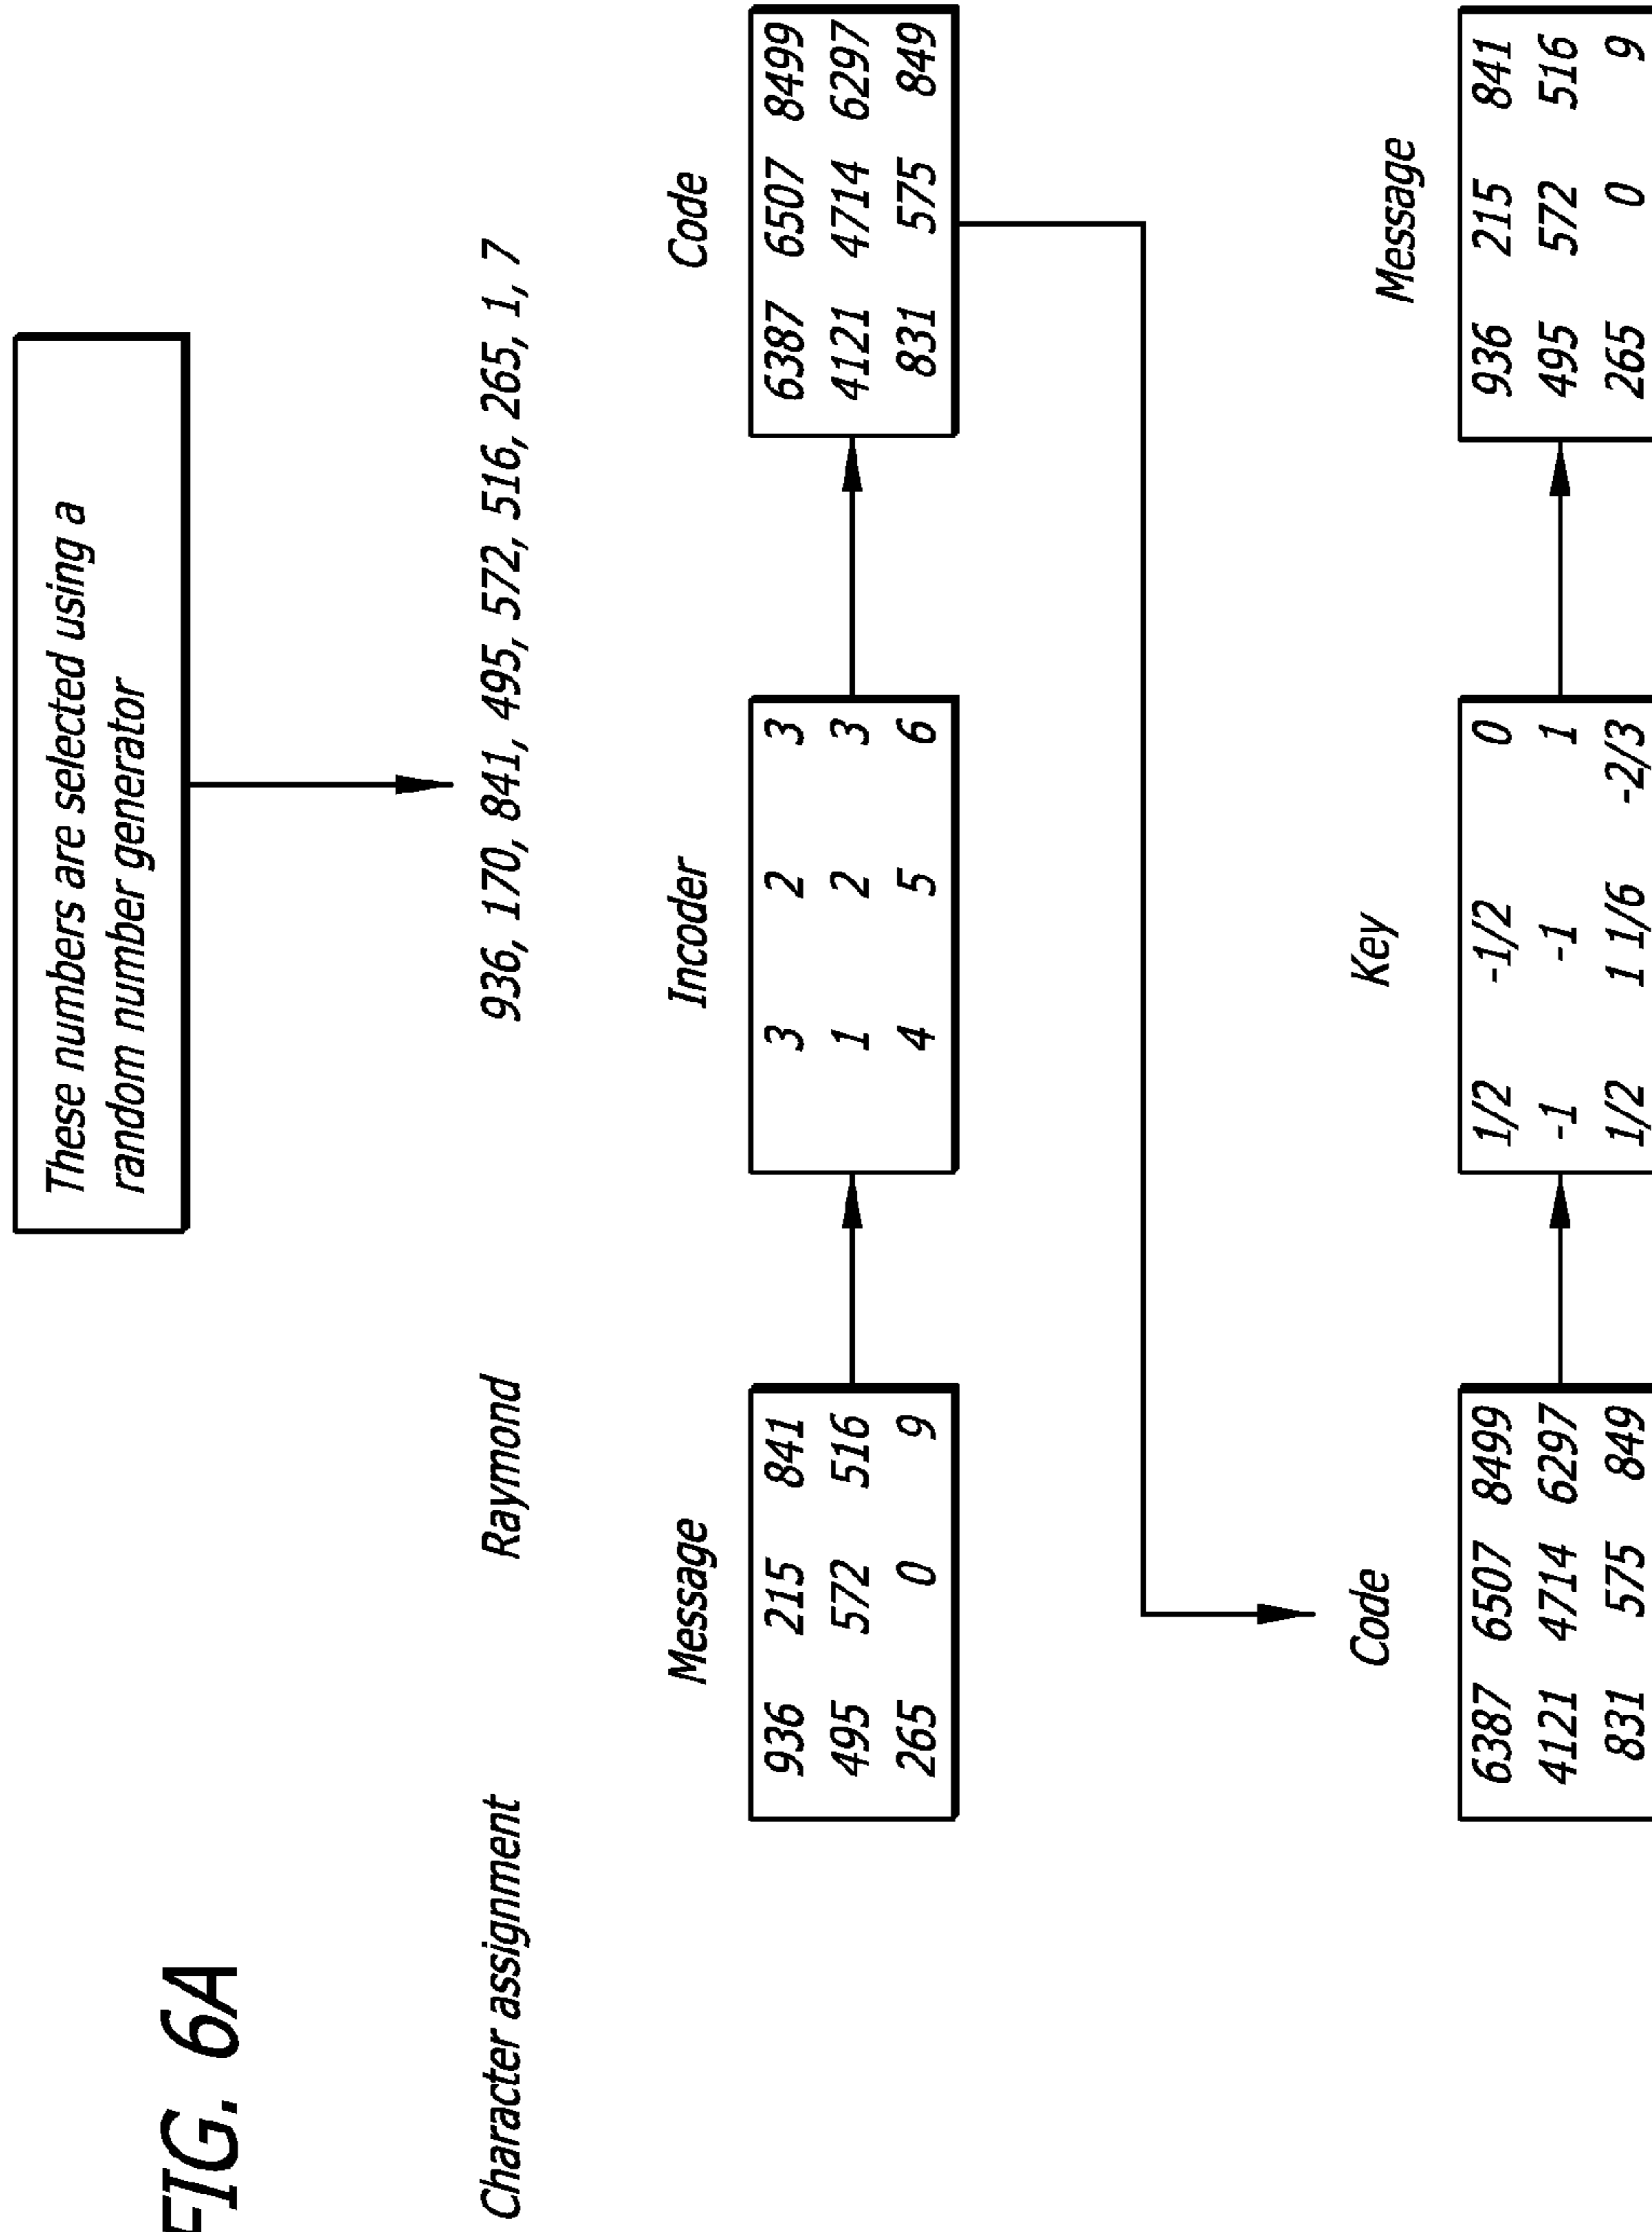 FIG. 6A
These numbers are selected using a
random number generator
Character assignment Raymond 936, 170, 841, 495, 572, 516, 265, 1, 7
Message Incoder Code
936 215 841 3 2 3 6387 6507 8499
495 572 516 1 2 3 4121 4714 6297
265 0 9 4 5 6 831 575 849
Code Key Message
6387 6507 8499 1/2 -1/2 0 936 215 841
4121 4714 6297 -1 -1 1 495 572 516
831 575 849 1/2 1 1/6 -2/3 265 0 9